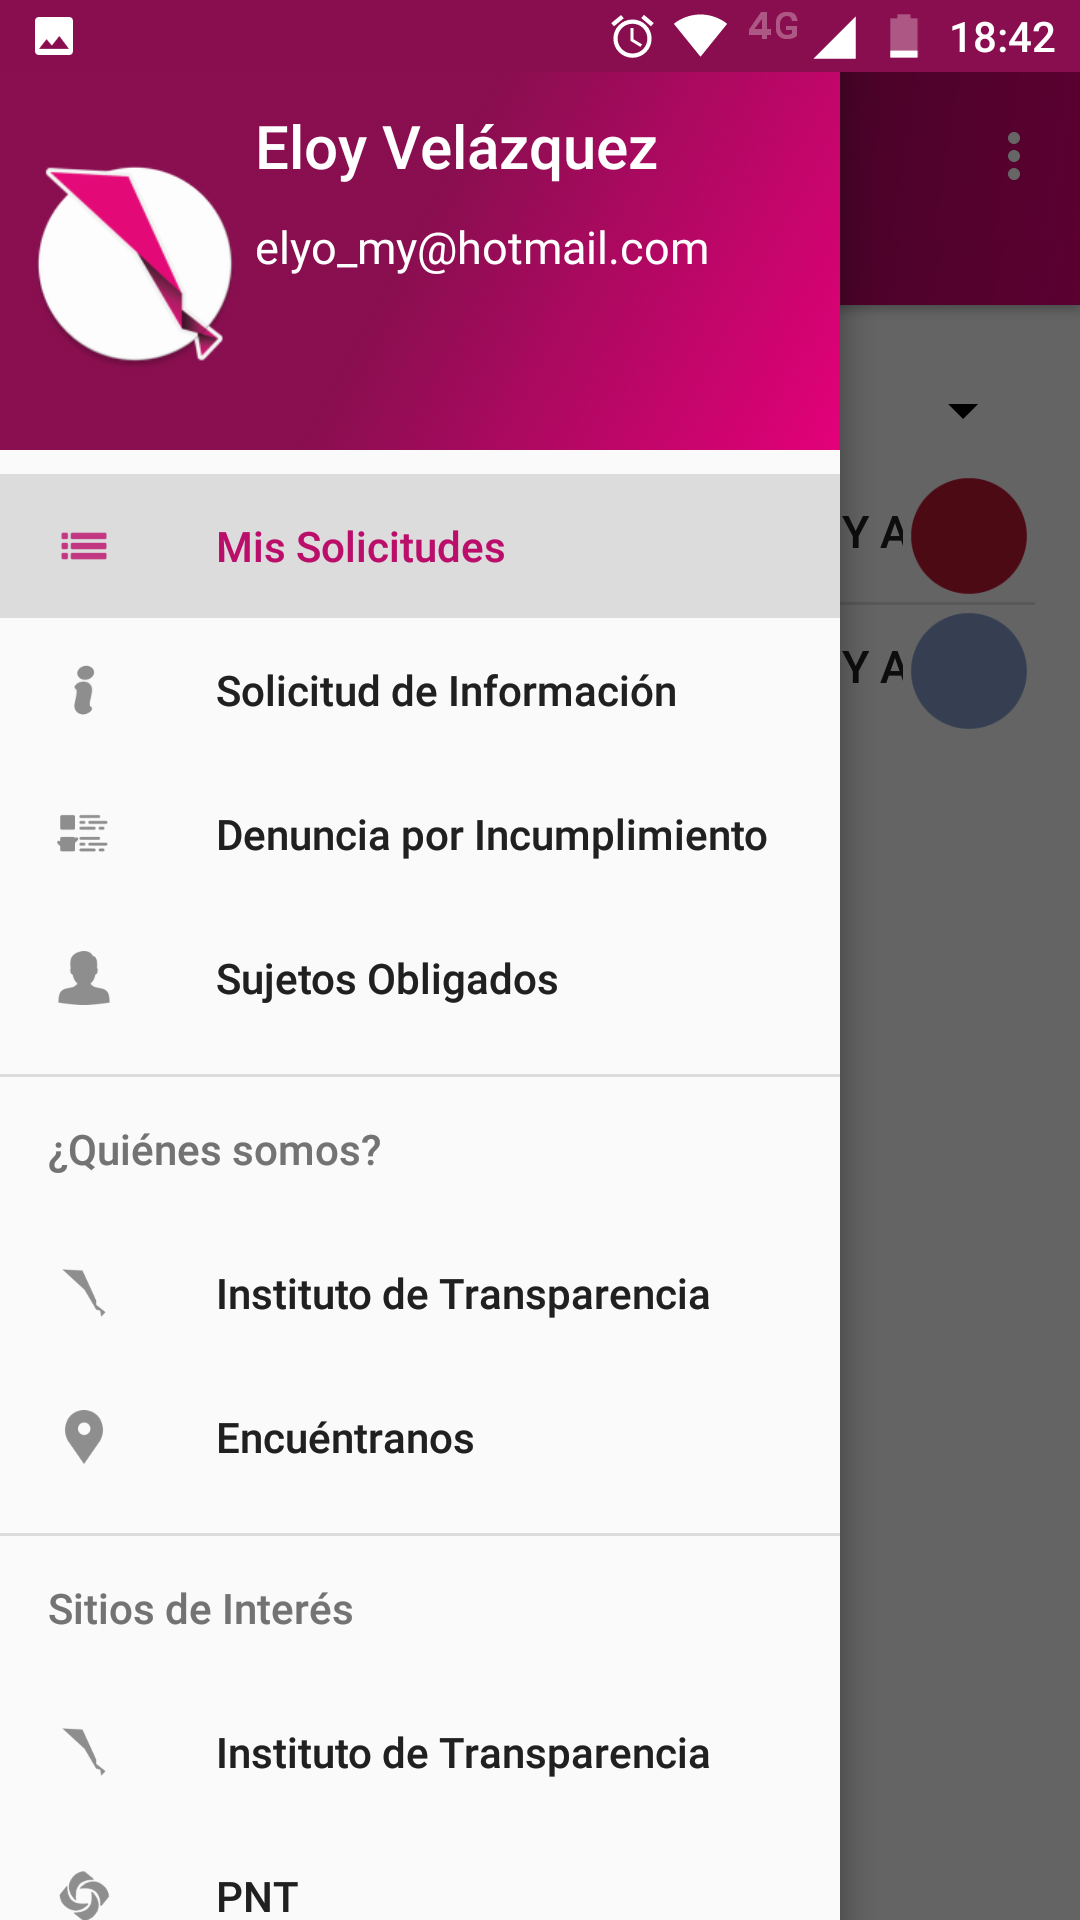 4G 18:42
Eloy Velázquez
elyo_my@hotmail.com
Mis Solicitudes
Y A
Solicitud de Información
Y A
Denuncia por Incumplimiento
Sujetos Obligados
¿Quiénes somos?
Instituto de Transparencia
Encuéntranos
Sitios de Interés
Instituto de Transparencia
PNT